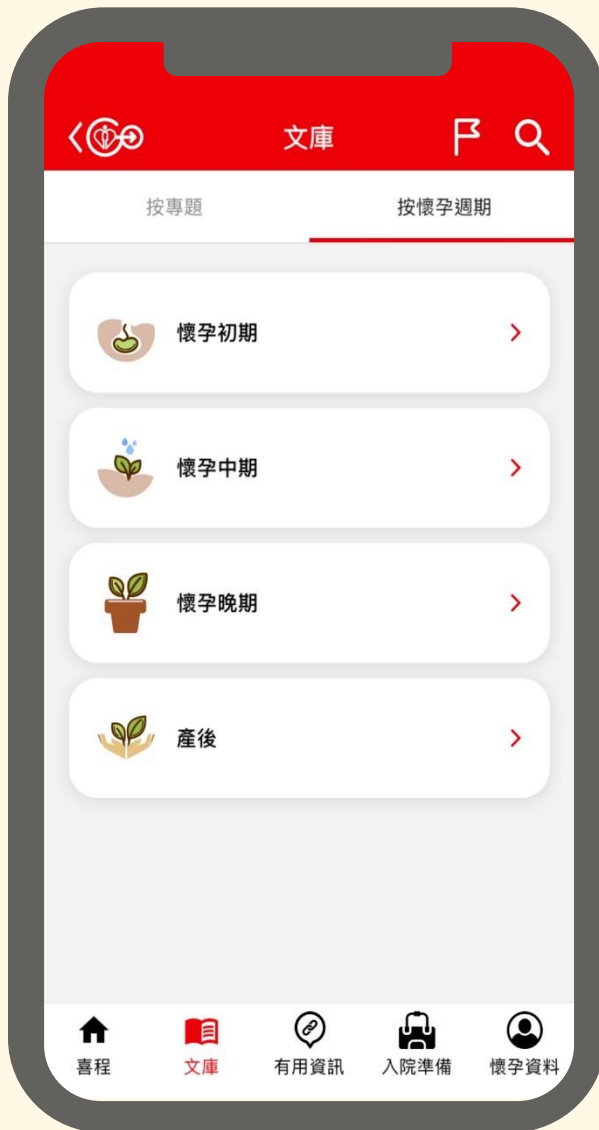 文庫
按專題
按懷孕週期
懷孕初期
懷孕中期
懷孕晚期
產後
喜程
文庫
有用資訊
入院準備
懷孕資料